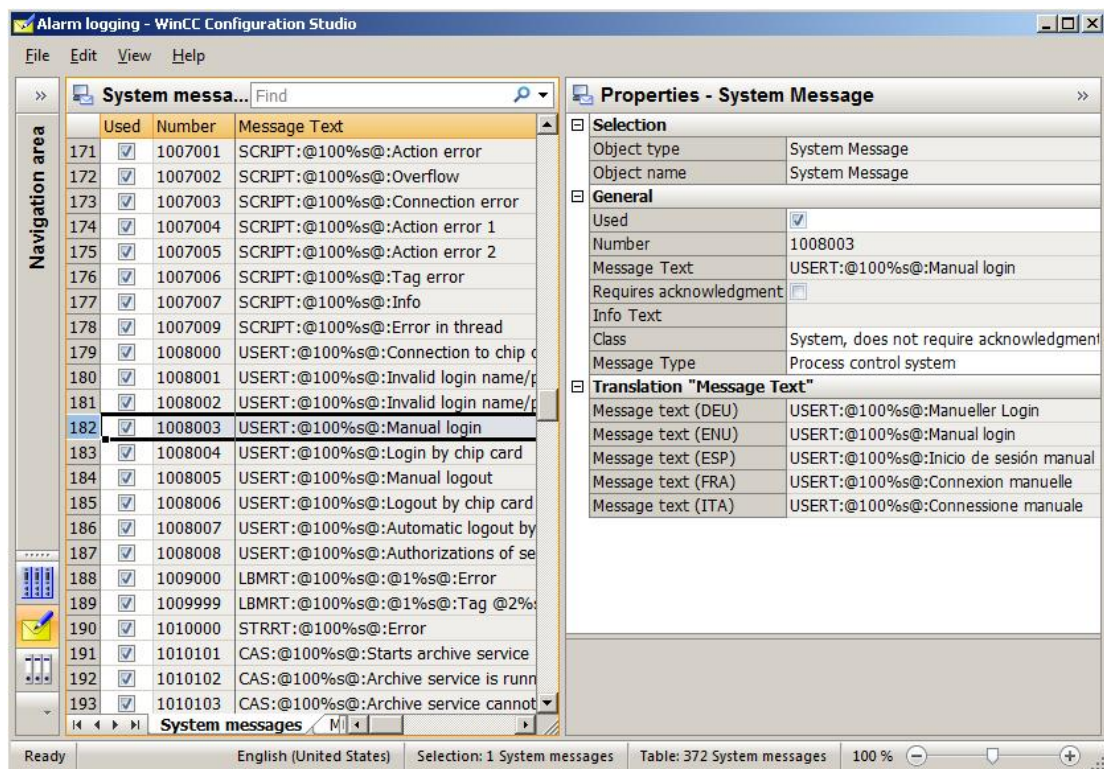 Alarm logging - WinCC Configuration Studio
File Edit View Help
System messa... Find
Navigation area
Used Number Message Text
171 1007001 SCRIPT:@100%s@:Action error
172 1007002 SCRIPT:@100%s@:Overflow
173 1007003 SCRIPT:@100%s@:Connection error
174 1007004 SCRIPT:@100%s@:Action error 1
175 1007005 SCRIPT:@100%s@:Action error 2
176 1007006 SCRIPT:@100%s@:Tag error
177 1007007 SCRIPT:@100%s@:Info
178 1007009 SCRIPT:@100%s@:Error in thread
179 1008000 USERT:@100%s@:Connection to chip
180 1008001 USERT:@100%s@:Invalid login name/
181 1008002 USERT:@100%s@:Invalid login name/
182 1008003 USERT:@100%s@:Manual login
183 1008004 USERT:@100%s@:Login by chip card
184 1008005 USERT:@100%s@:Manual logout
185 1008006 USERT:@100%s@:Logout by chip card
186 1008007 USERT:@100%s@:Automatic logout by
187 1008008 USERT:@100%s@:Authorizations of se
188 1009000 LBMRT:@100%s@:@1%s@:Error
189 1009999 LBMRT:@100%s@:@1%s@:Tag @2%
190 1010000 STRRT:@100%s@:Error
191 1010101 CAS:@100%s@:Starts archive service
192 1010102 CAS:@100%s@:Archive service is runn
193 1010103 CAS:@100%s@:Archive service cannot
System messages M
Properties - System Message
Selection
Object type System Message
Object name System Message
General
Used
Number 1008003
Message Text USERT:@100%s@:Manual login
Requires acknowledgment
Info Text
Class System, does not require acknowledgment
Message Type Process control system
Translation "Message Text"
Message text (DEU) USERT:@100%s@:Manueller Login
Message text (ENU) USERT:@100%s@:Manual login
Message text (ESP) USERT:@100%s@:Inicio de sesión manual
Message text (FRA) USERT:@100%s@:Connexion manuelle
Message text (ITA) USERT:@100%s@:Connessione manuale
Ready English (United States) Selection: 1 System messages Table: 372 System messages 100 %